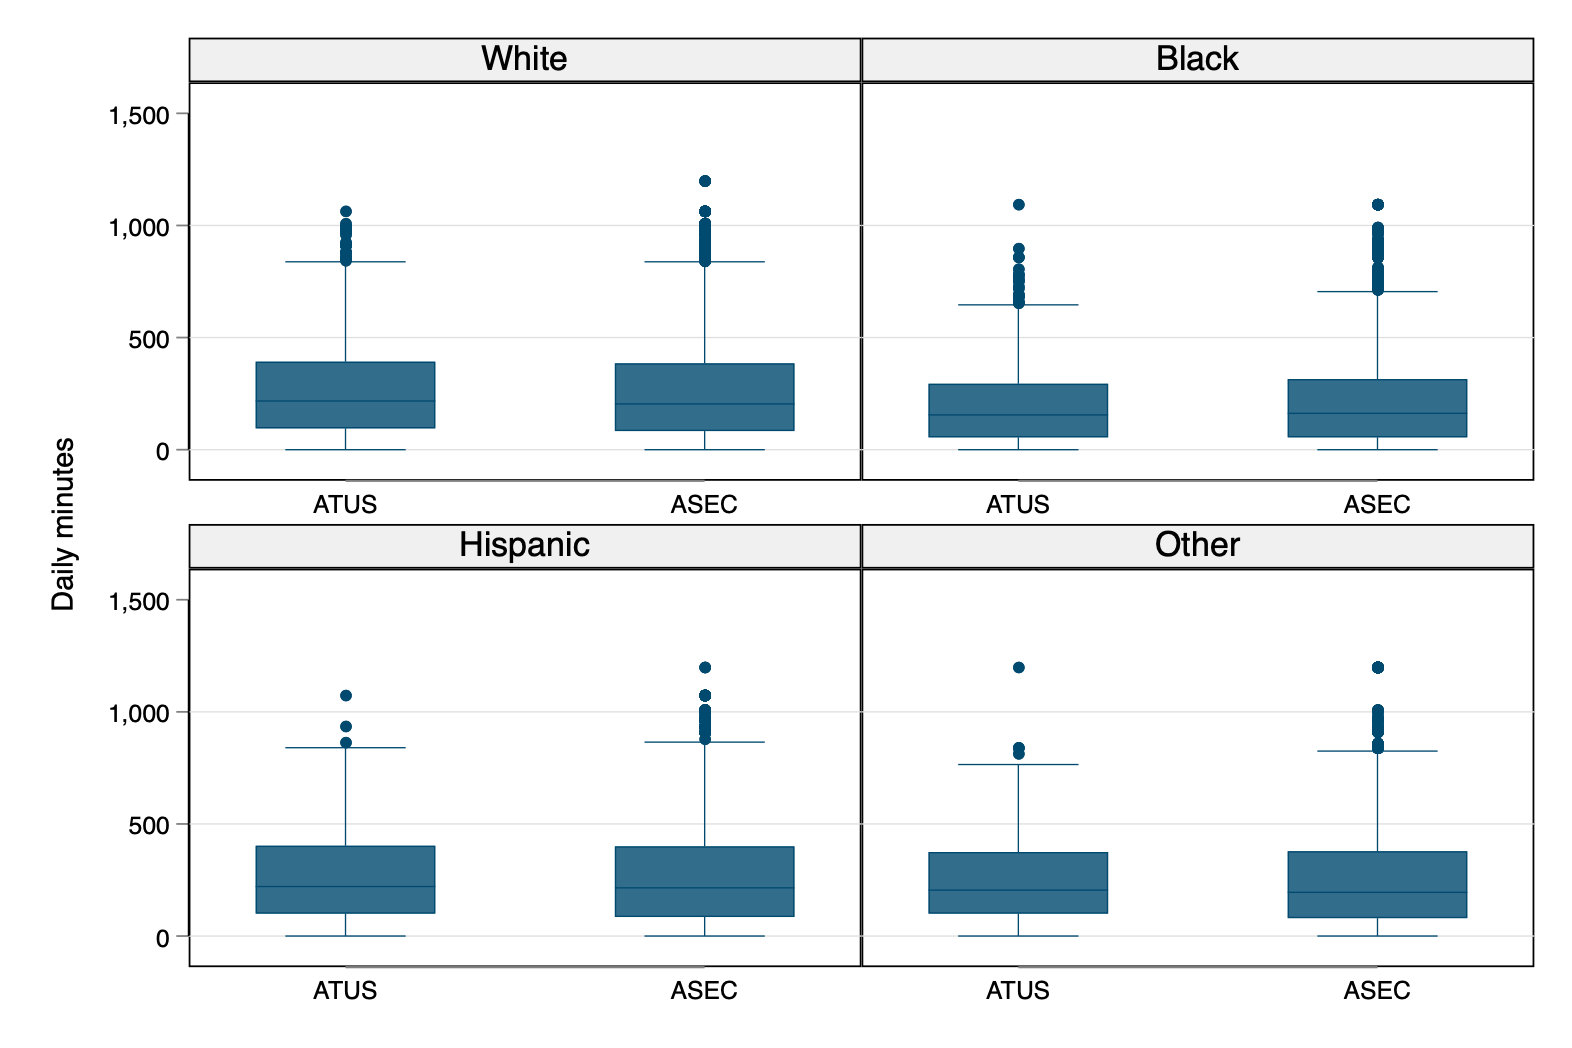 White
Black
1,500
1,000
500
0
ATUS
ASEC
ATUS
ASEC
Daily minutes
Hispanic
Other
1,500
1,000
500
0
ATUS
ASEC
ATUS
ASEC